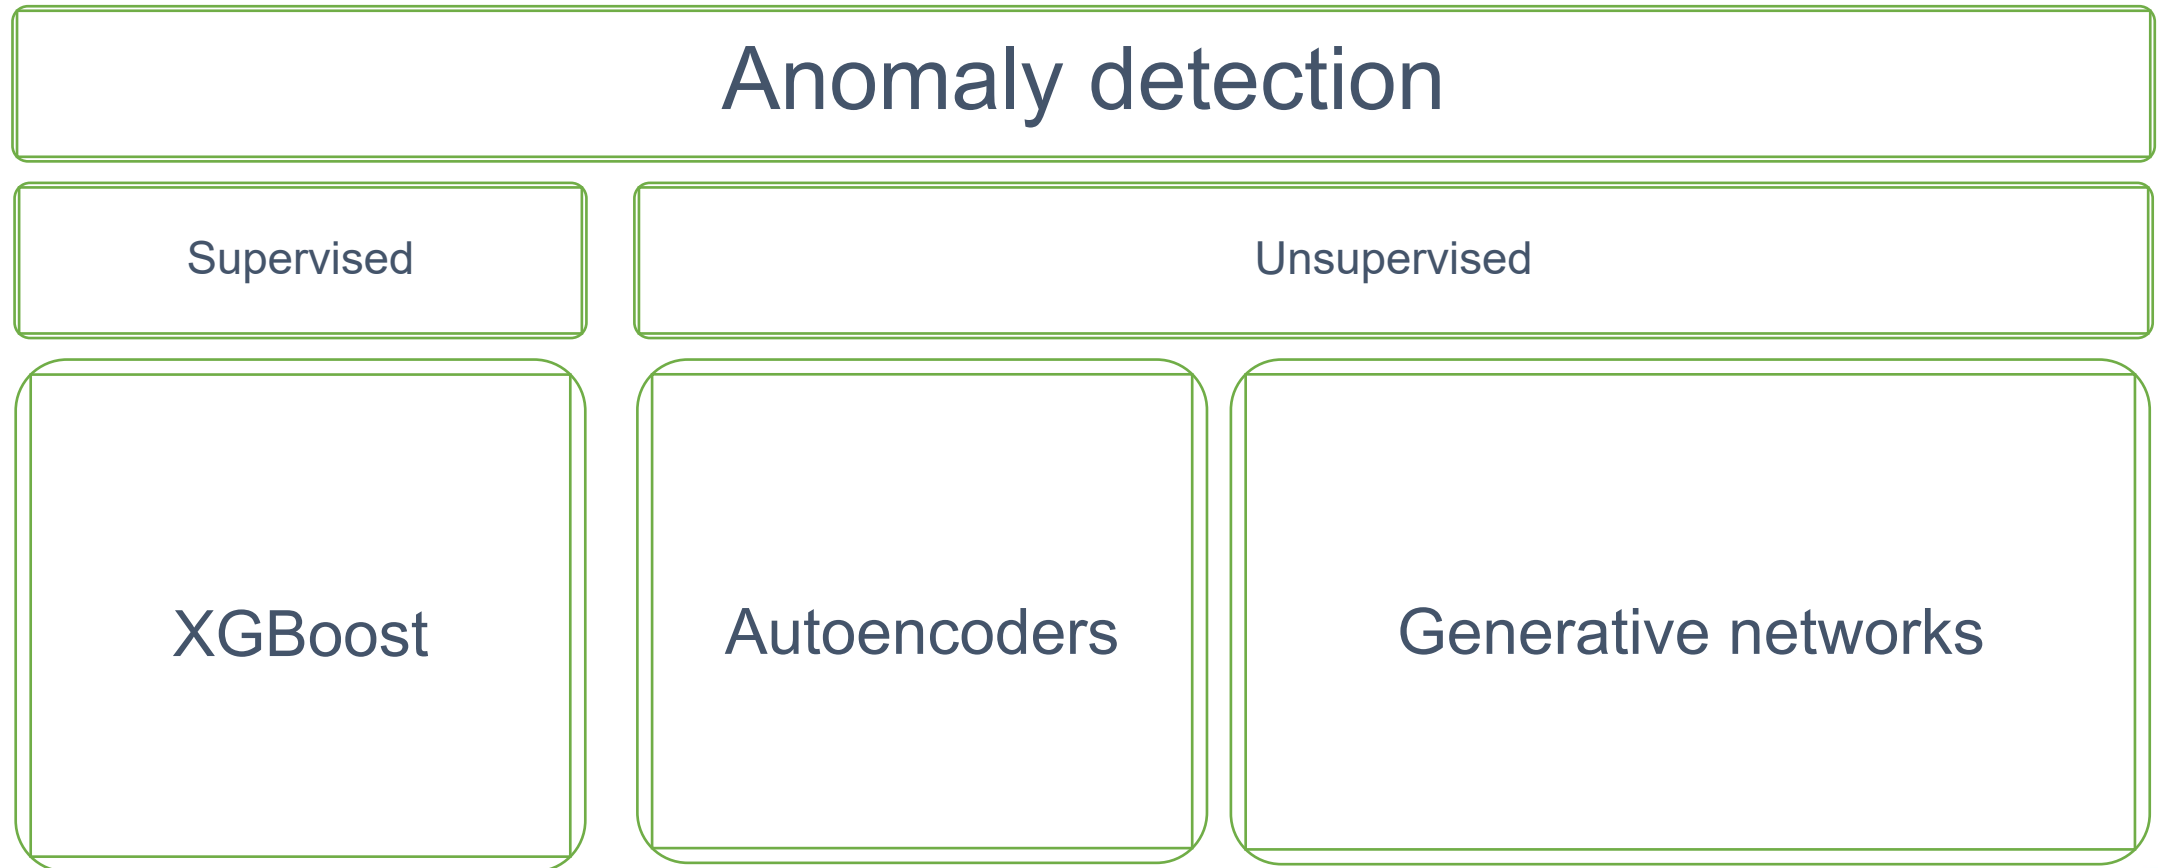 Anomaly detection
Supervised
Unsupervised
XGBoost
Autoencoders
Generative networks